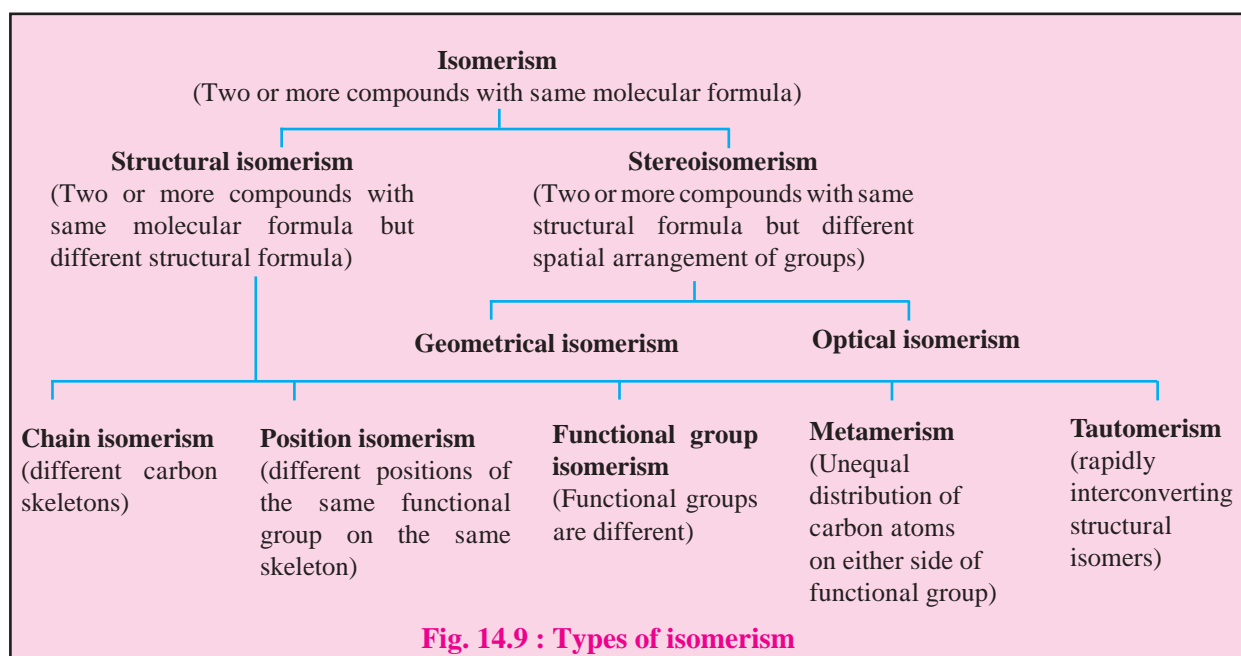 Isomerism
(Two or more compounds with same molecular formula)
Structural isomerism
(Two or more compounds with
same molecular formula but
different structural formula)
Stereoisomerism
(Two or more compounds with same
structural formula but different
spatial arrangement of groups)
Geometrical isomerism
Optical isomerism
Chain isomerism
(different carbon
skeletons)
Position isomerism
(different positions of
the same functional
group on the same
skeleton)
Functional group
isomerism
(Functional groups
are different)
Metamerism
(Unequal
distribution of
carbon atoms
on either side of
functional group)
Tautomerism
(rapidly
interconverting
structural
isomers)
Fig. 14.9 : Types of isomerism